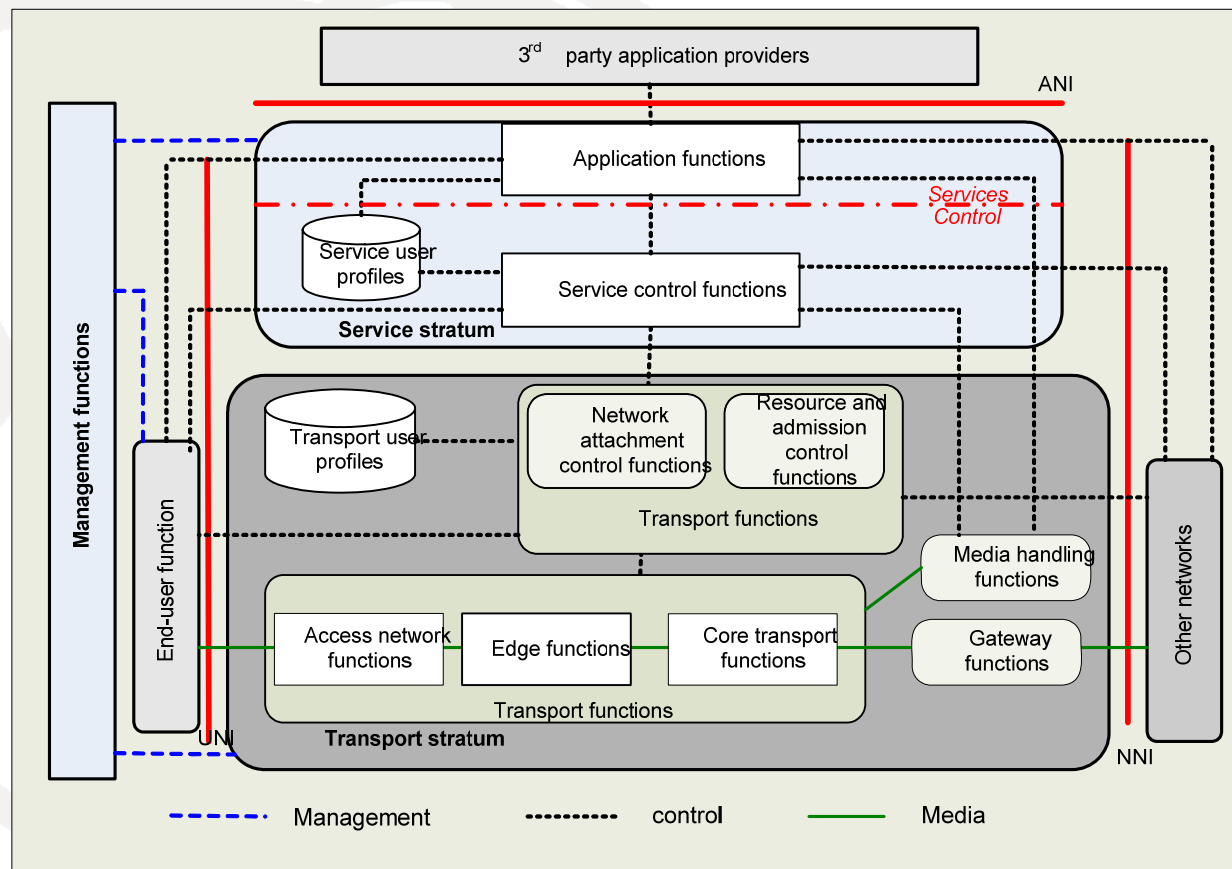 3rd party application providers
ANI
Application functions
Services
Control
Service user
profiles
Service control functions
Service stratum
Management functions
Network
attachment
control functions
Resource and
admission
control
functions
Transport user
profiles
Transport functions
End-user function
Media handling
functions
Other networks
Access network
functions
Edge functions
Core transport
functions
Gateway
functions
Transport functions
UNI
Transport stratum
NNI
Management
control
Media